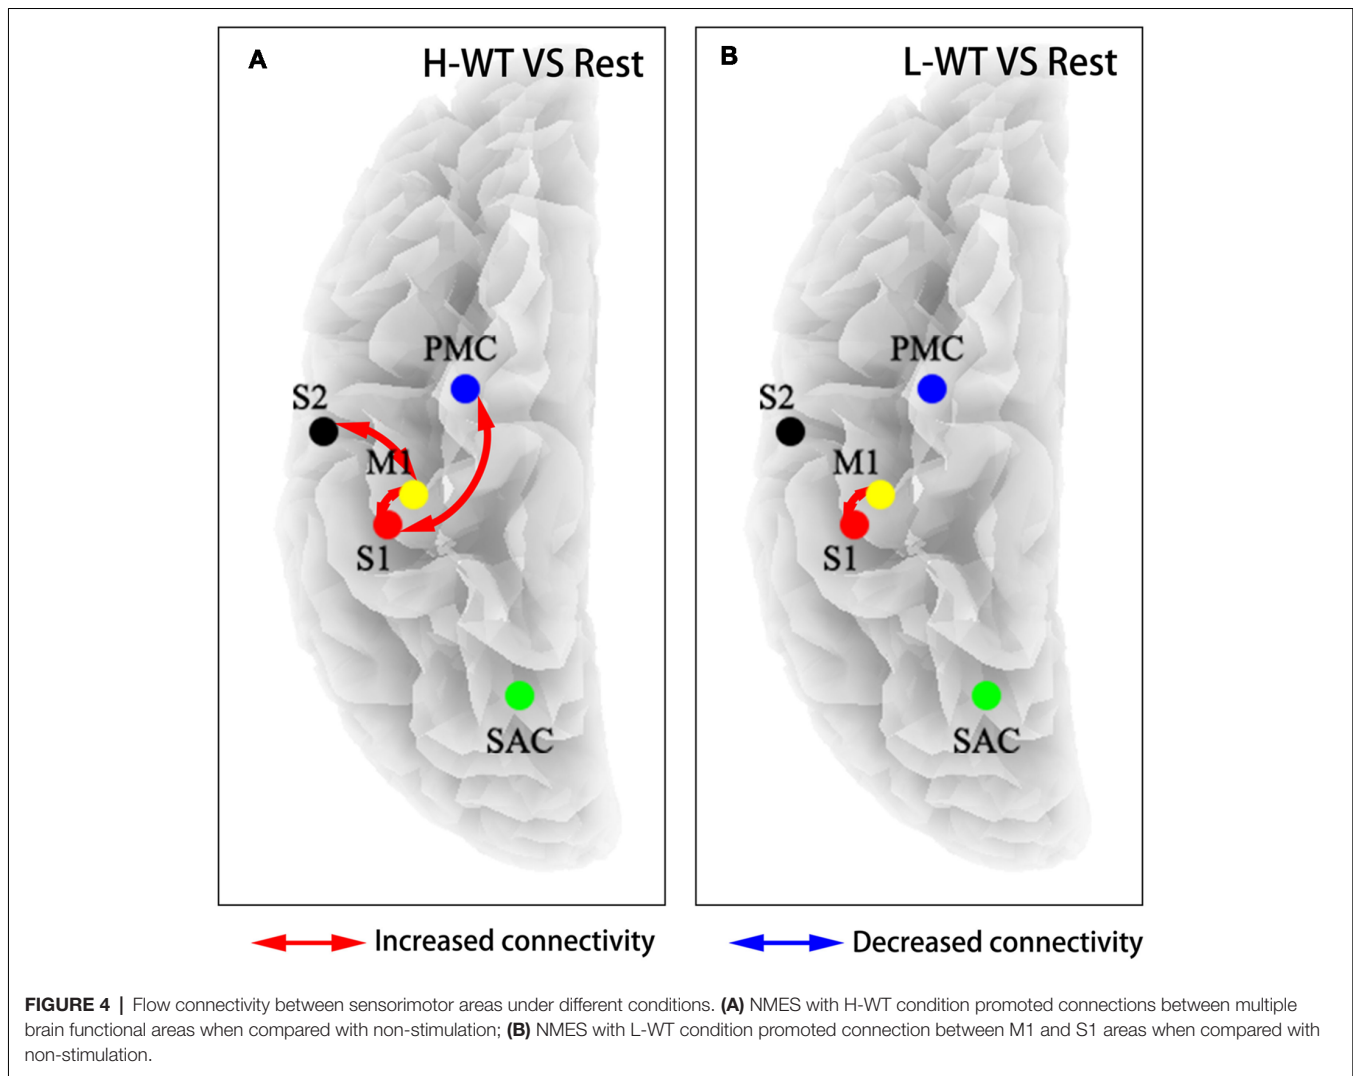 A
H-WT VS Rest
PMC
S2
M1
S1
SAC
B
L-WT VS Rest
PMC
S2
M1
S1
SAC
Increased connectivity
Decreased connectivity
FIGURE 4 | Flow connectivity between sensorimotor areas under different conditions. (A) NMES with H-WT condition promoted connections between multiple
brain functional areas when compared with non-stimulation; (B) NMES with L-WT condition promoted connection between M1 and S1 areas when compared with
non-stimulation.